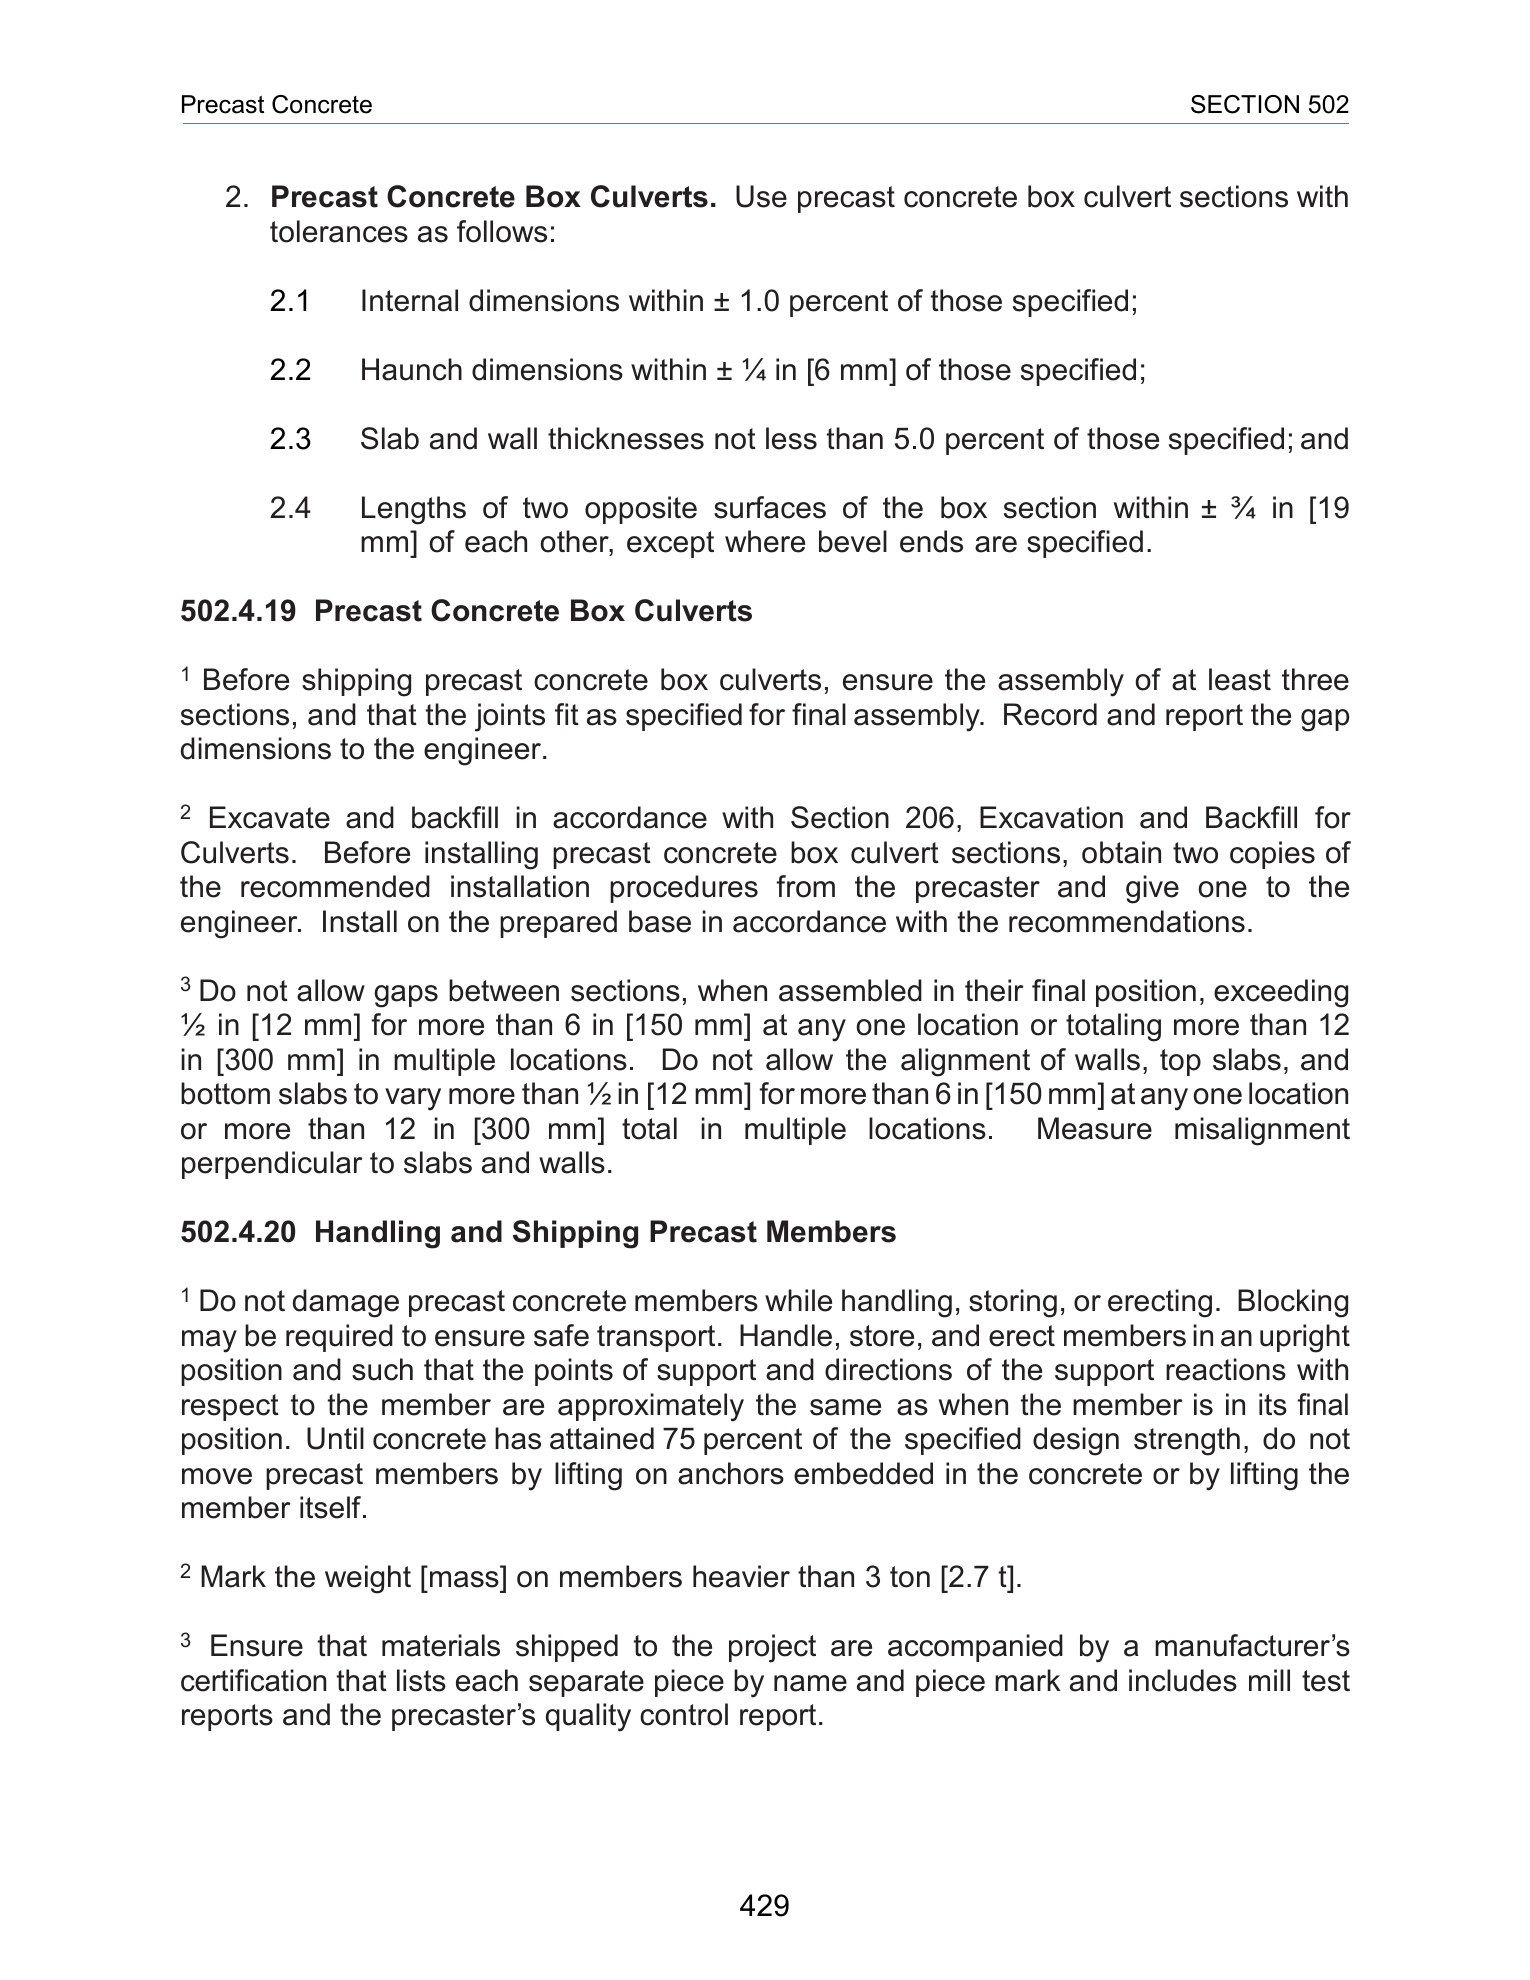 Precast Concrete SECTION 502
2. Precast Concrete Box Culverts. Use precast concrete box culvert sections with
tolerances as follows:
2.1 Internal dimensions within ± 1.0 percent of those specified;
2.2 Haunch dimensions within ± ¼ in [6 mm] of those specified;
2.3 Slab and wall thicknesses not less than 5.0 percent of those specified; and
2.4 Lengths of two opposite surfaces of the box section within ± ¾ in [19
mm] of each other, except where bevel ends are specified.
502.4.19 Precast Concrete Box Culverts
1 Before shipping precast concrete box culverts, ensure the assembly of at least three
sections, and that the joints fit as specified for final assembly. Record and report the gap
dimensions to the engineer.
2 Excavate and backfill in accordance with Section 206, Excavation and Backfill for
Culverts. Before installing precast concrete box culvert sections, obtain two copies of
the recommended installation procedures from the precaster and give one to the
engineer. Install on the prepared base in accordance with the recommendations.
3 Do not allow gaps between sections, when assembled in their final position, exceeding
½ in [12 mm] for more than 6 in [150 mm] at any one location or totaling more than 12
in [300 mm] in multiple locations. Do not allow the alignment of walls, top slabs, and
bottom slabs to vary more than ½ in [12 mm] for more than 6 in [150 mm] at any one location
or more than 12 in [300 mm] total in multiple locations. Measure misalignment
perpendicular to slabs and walls.
502.4.20 Handling and Shipping Precast Members
1 Do not damage precast concrete members while handling, storing, or erecting. Blocking
may be required to ensure safe transport. Handle, store, and erect members in an upright
position and such that the points of support and directions of the support reactions with
respect to the member are approximately the same as when the member is in its final
position. Until concrete has attained 75 percent of the specified design strength, do not
move precast members by lifting on anchors embedded in the concrete or by lifting the
member itself.
2 Mark the weight [mass] on members heavier than 3 ton [2.7 t].
3 Ensure that materials shipped to the project are accompanied by a manufacturer’s
certification that lists each separate piece by name and piece mark and includes mill test
reports and the precaster’s quality control report.
429